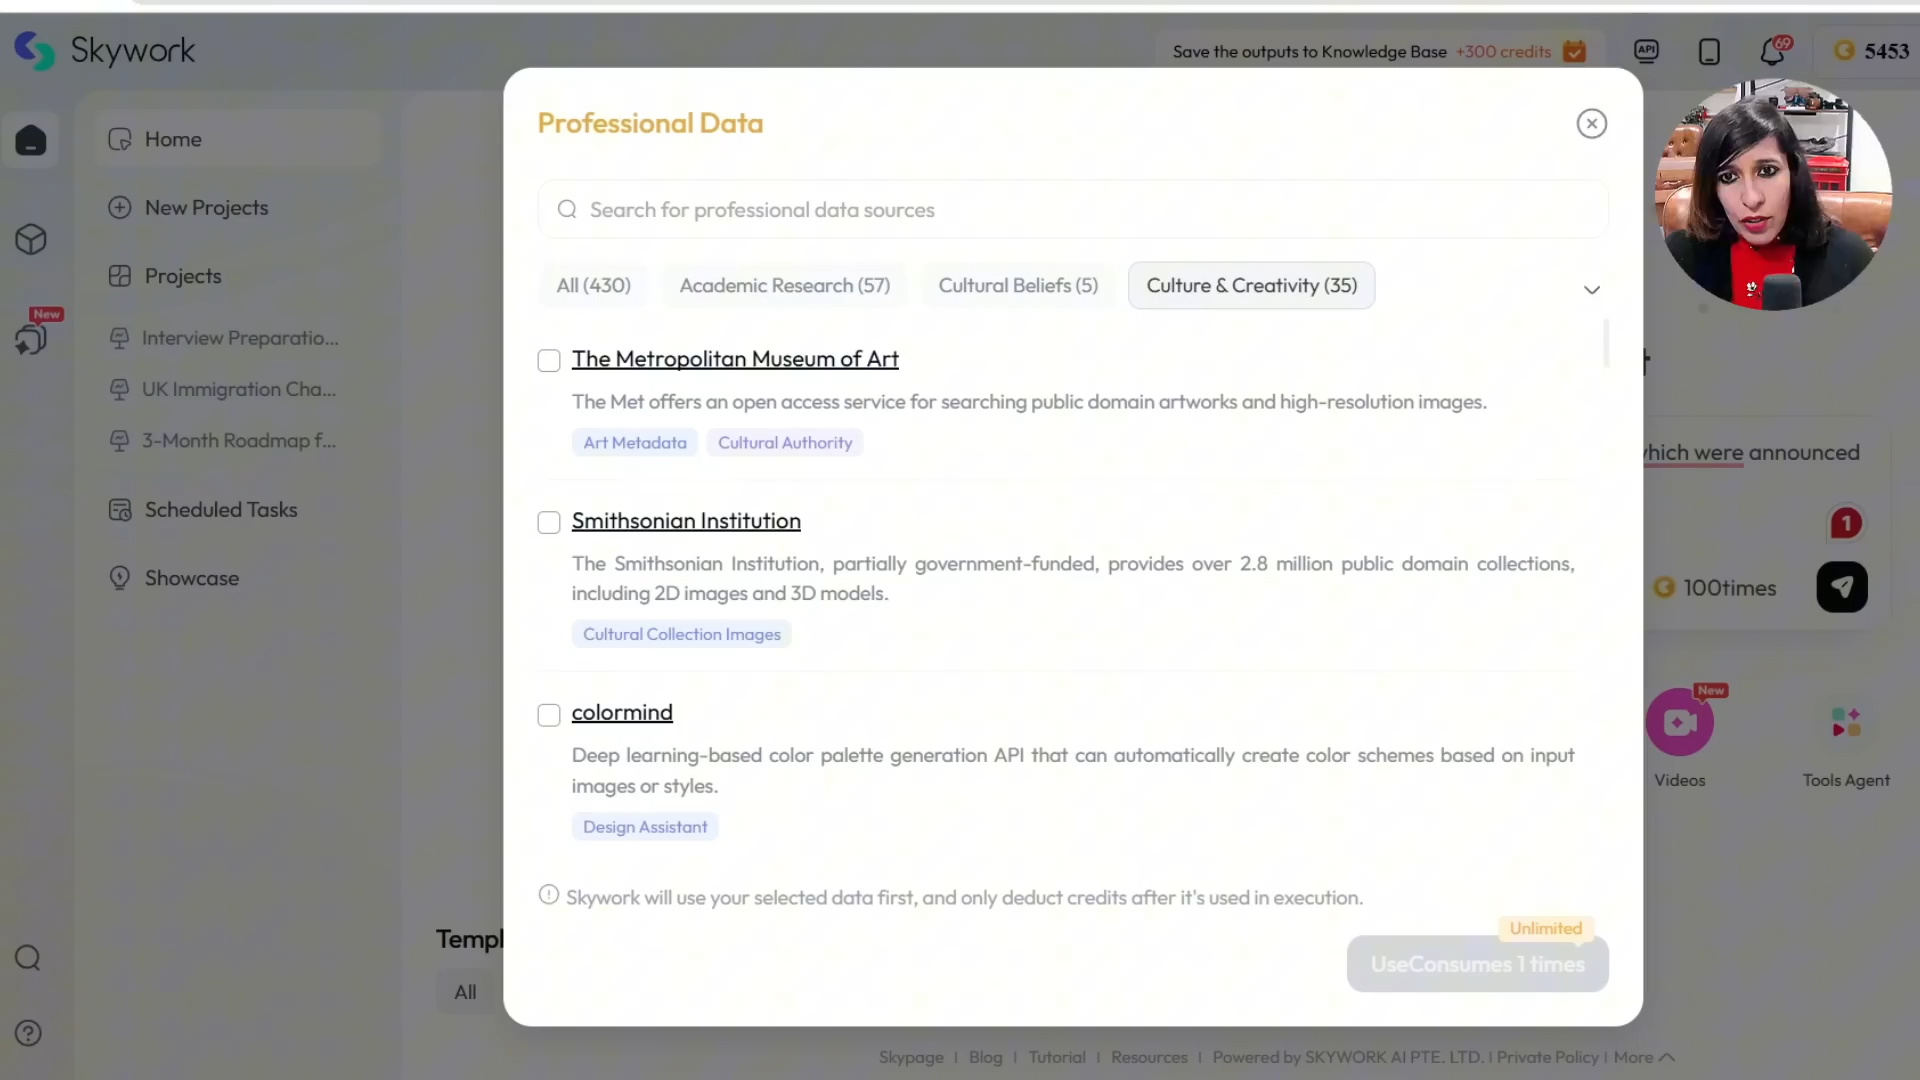 Skywork
Save the outputs to Knowledge Base +300 credits
API
69
5453
Home
New Projects
Projects
Interview Preparatio...
UK Immigration Cha...
3-Month Roadmap f...
Scheduled Tasks
Showcase
New
Professional Data
Search for professional data sources
All (430)
Academic Research (57)
Cultural Beliefs (5)
Culture & Creativity (35)
The Metropolitan Museum of Art
The Met offers an open access service for searching public domain artworks and high-resolution images.
Art Metadata
Cultural Authority
Smithsonian Institution
The Smithsonian Institution, partially government-funded, provides over 2.8 million public domain collections,
including 2D images and 3D models.
Cultural Collection Images
colormind
Deep learning-based color palette generation API that can automatically create color schemes based on input
images or styles.
Design Assistant
Skywork will use your selected data first, and only deduct credits after it's used in execution.
Unlimited
UseConsumes 1 times
which were announced
1
100times
New
Videos
Tools Agent
Templ
All
Skypage | Blog | Tutorial | Resources | Powered by SKYWORK AI PTE. LTD. | Private Policy | More